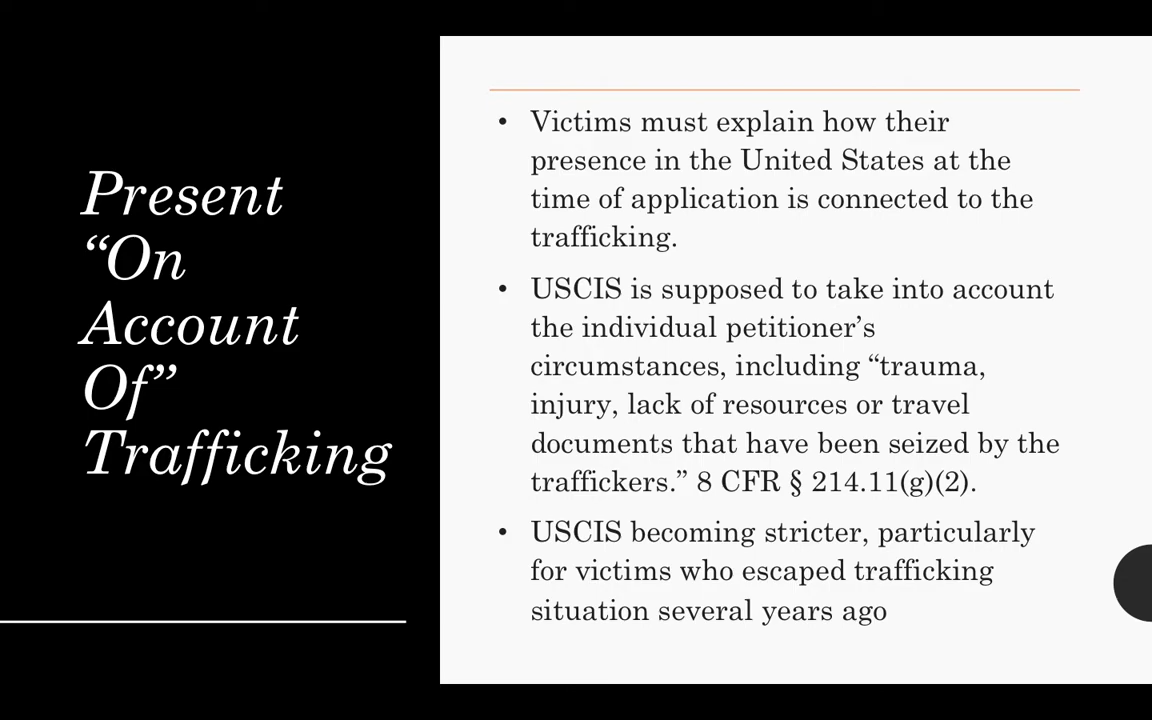 Present
“On
Account
Of”
Trafficking
• Victims must explain how their
presence in the United States at the
time of application is connected to the
trafficking.
• USCIS is supposed to take into account
the individual petitioner’s
circumstances, including “trauma,
injury, lack of resources or travel
documents that have been seized by the
traffickers.” 8 CFR § 214.11(g)(2).
• USCIS becoming stricter, particularly
for victims who escaped trafficking
situation several years ago